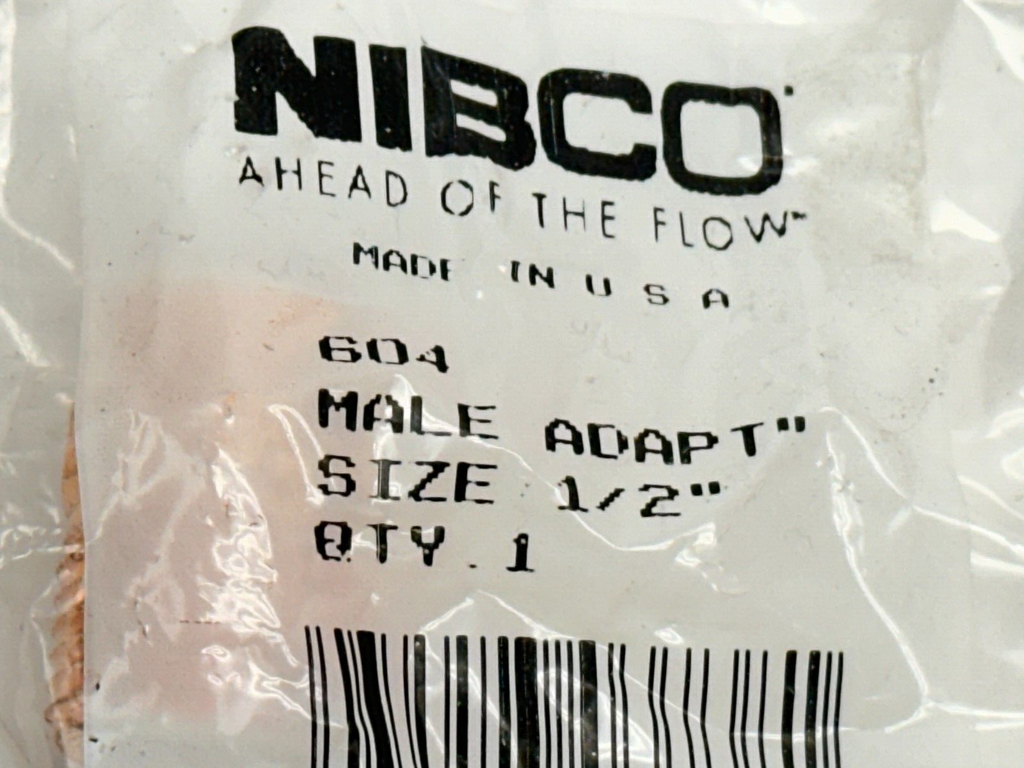 NIBCO
AHEAD OF THE FLOW™
MADE IN U S A
604
MALE ADAPT"
SIZE 1/2"
QTY. 1